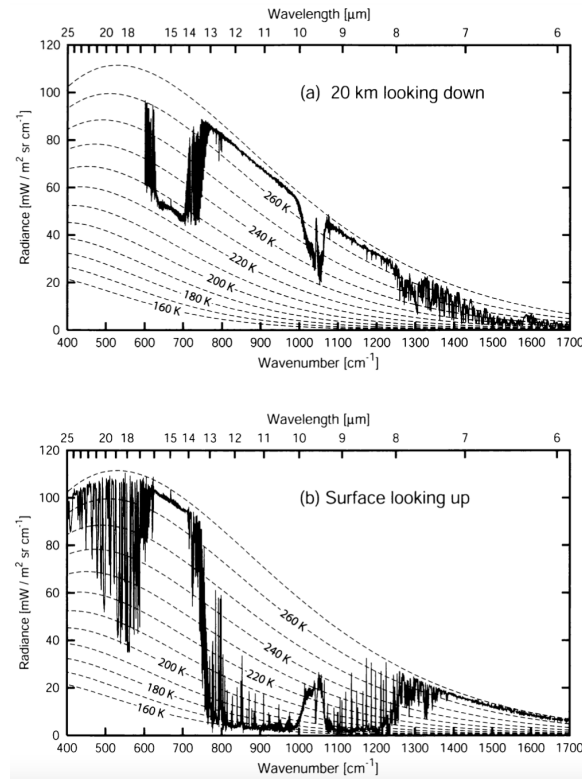 Wavelength [µm]
25 20 18 15 14 13 12 11 10 9 8 7 6
120
100
80
60
40
20
0
Radiance [mW / m² sr cm⁻¹]
(a) 20 km looking down
260 K
240 K
220 K
200 K
180 K
160 K
400 500 600 700 800 900 1000 1100 1200 1300 1400 1500 1600 1700
Wavenumber [cm⁻¹]
Wavelength [µm]
25 20 18 15 14 13 12 11 10 9 8 7 6
120
100
80
60
40
20
0
Radiance [mW / m² sr cm⁻¹]
(b) Surface looking up
260 K
240 K
220 K
200 K
180 K
160 K
400 500 600 700 800 900 1000 1100 1200 1300 1400 1500 1600 1700
Wavenumber [cm⁻¹]